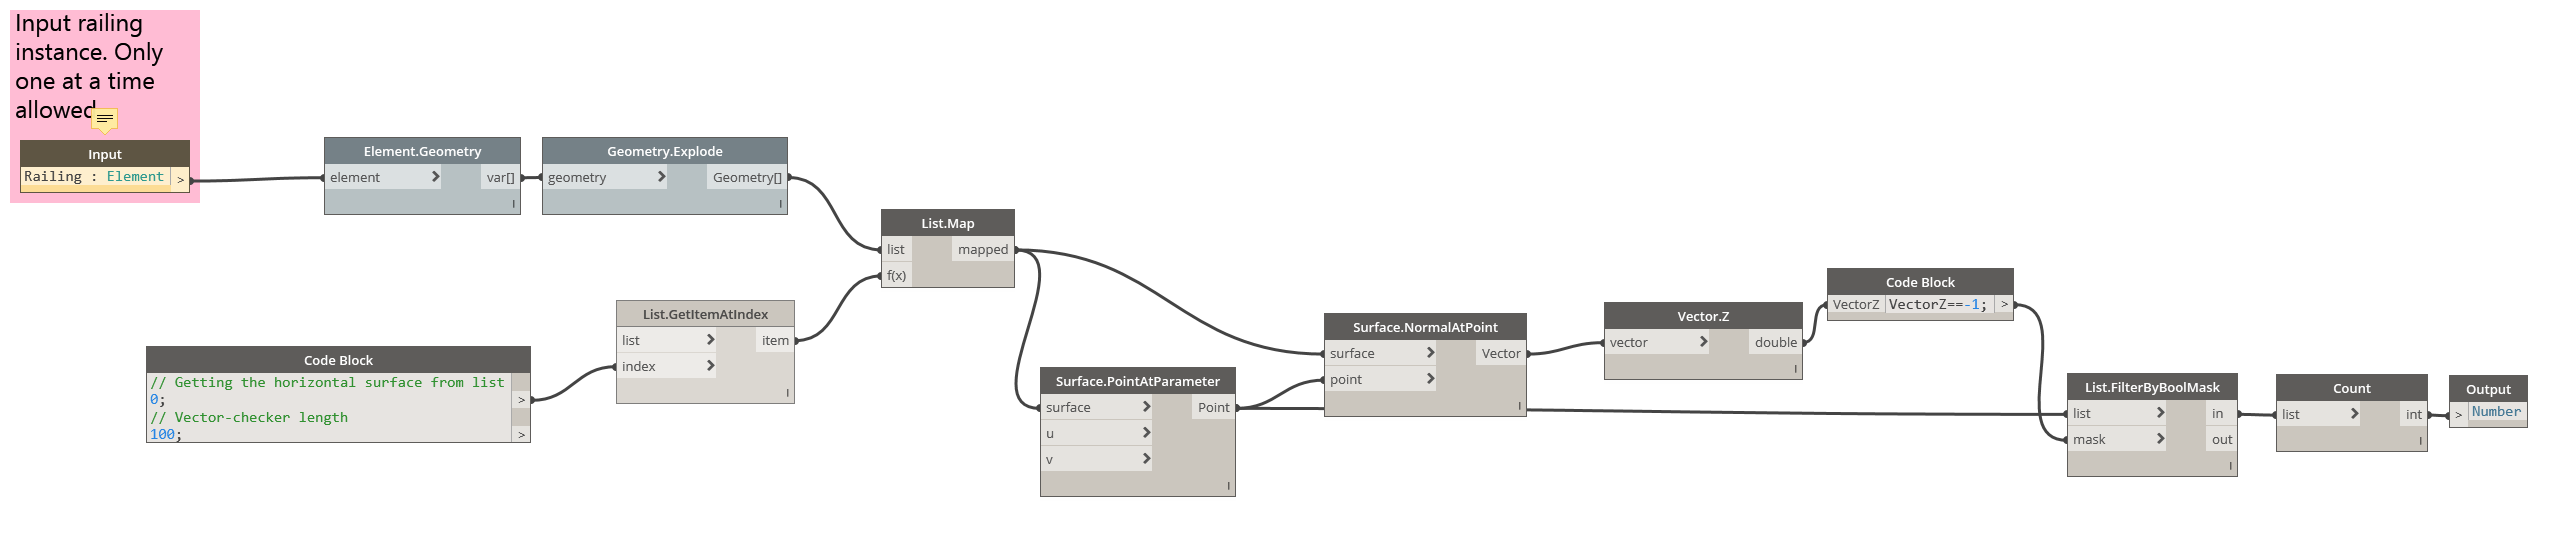 Input railing
instance. Only
one at a time
allowed
Input
Railing : Element >
Element.Geometry
element var[]
Geometry.Explode
geometry Geometry[]
List.Map
list mapped
f(x)
List.GetItemAtIndex
list item
index
Code Block
// Getting the horizontal surface from list
0; >
// Vector-checker length
100; >
Surface.PointAtParameter
surface Point
u
v
Surface.NormalAtPoint
surface Vector
point
Vector.Z
vector double
Code Block
VectorZ VectorZ==-1; >
List.FilterByBoolMask
list in
mask out
Count
list int
Output
> Number